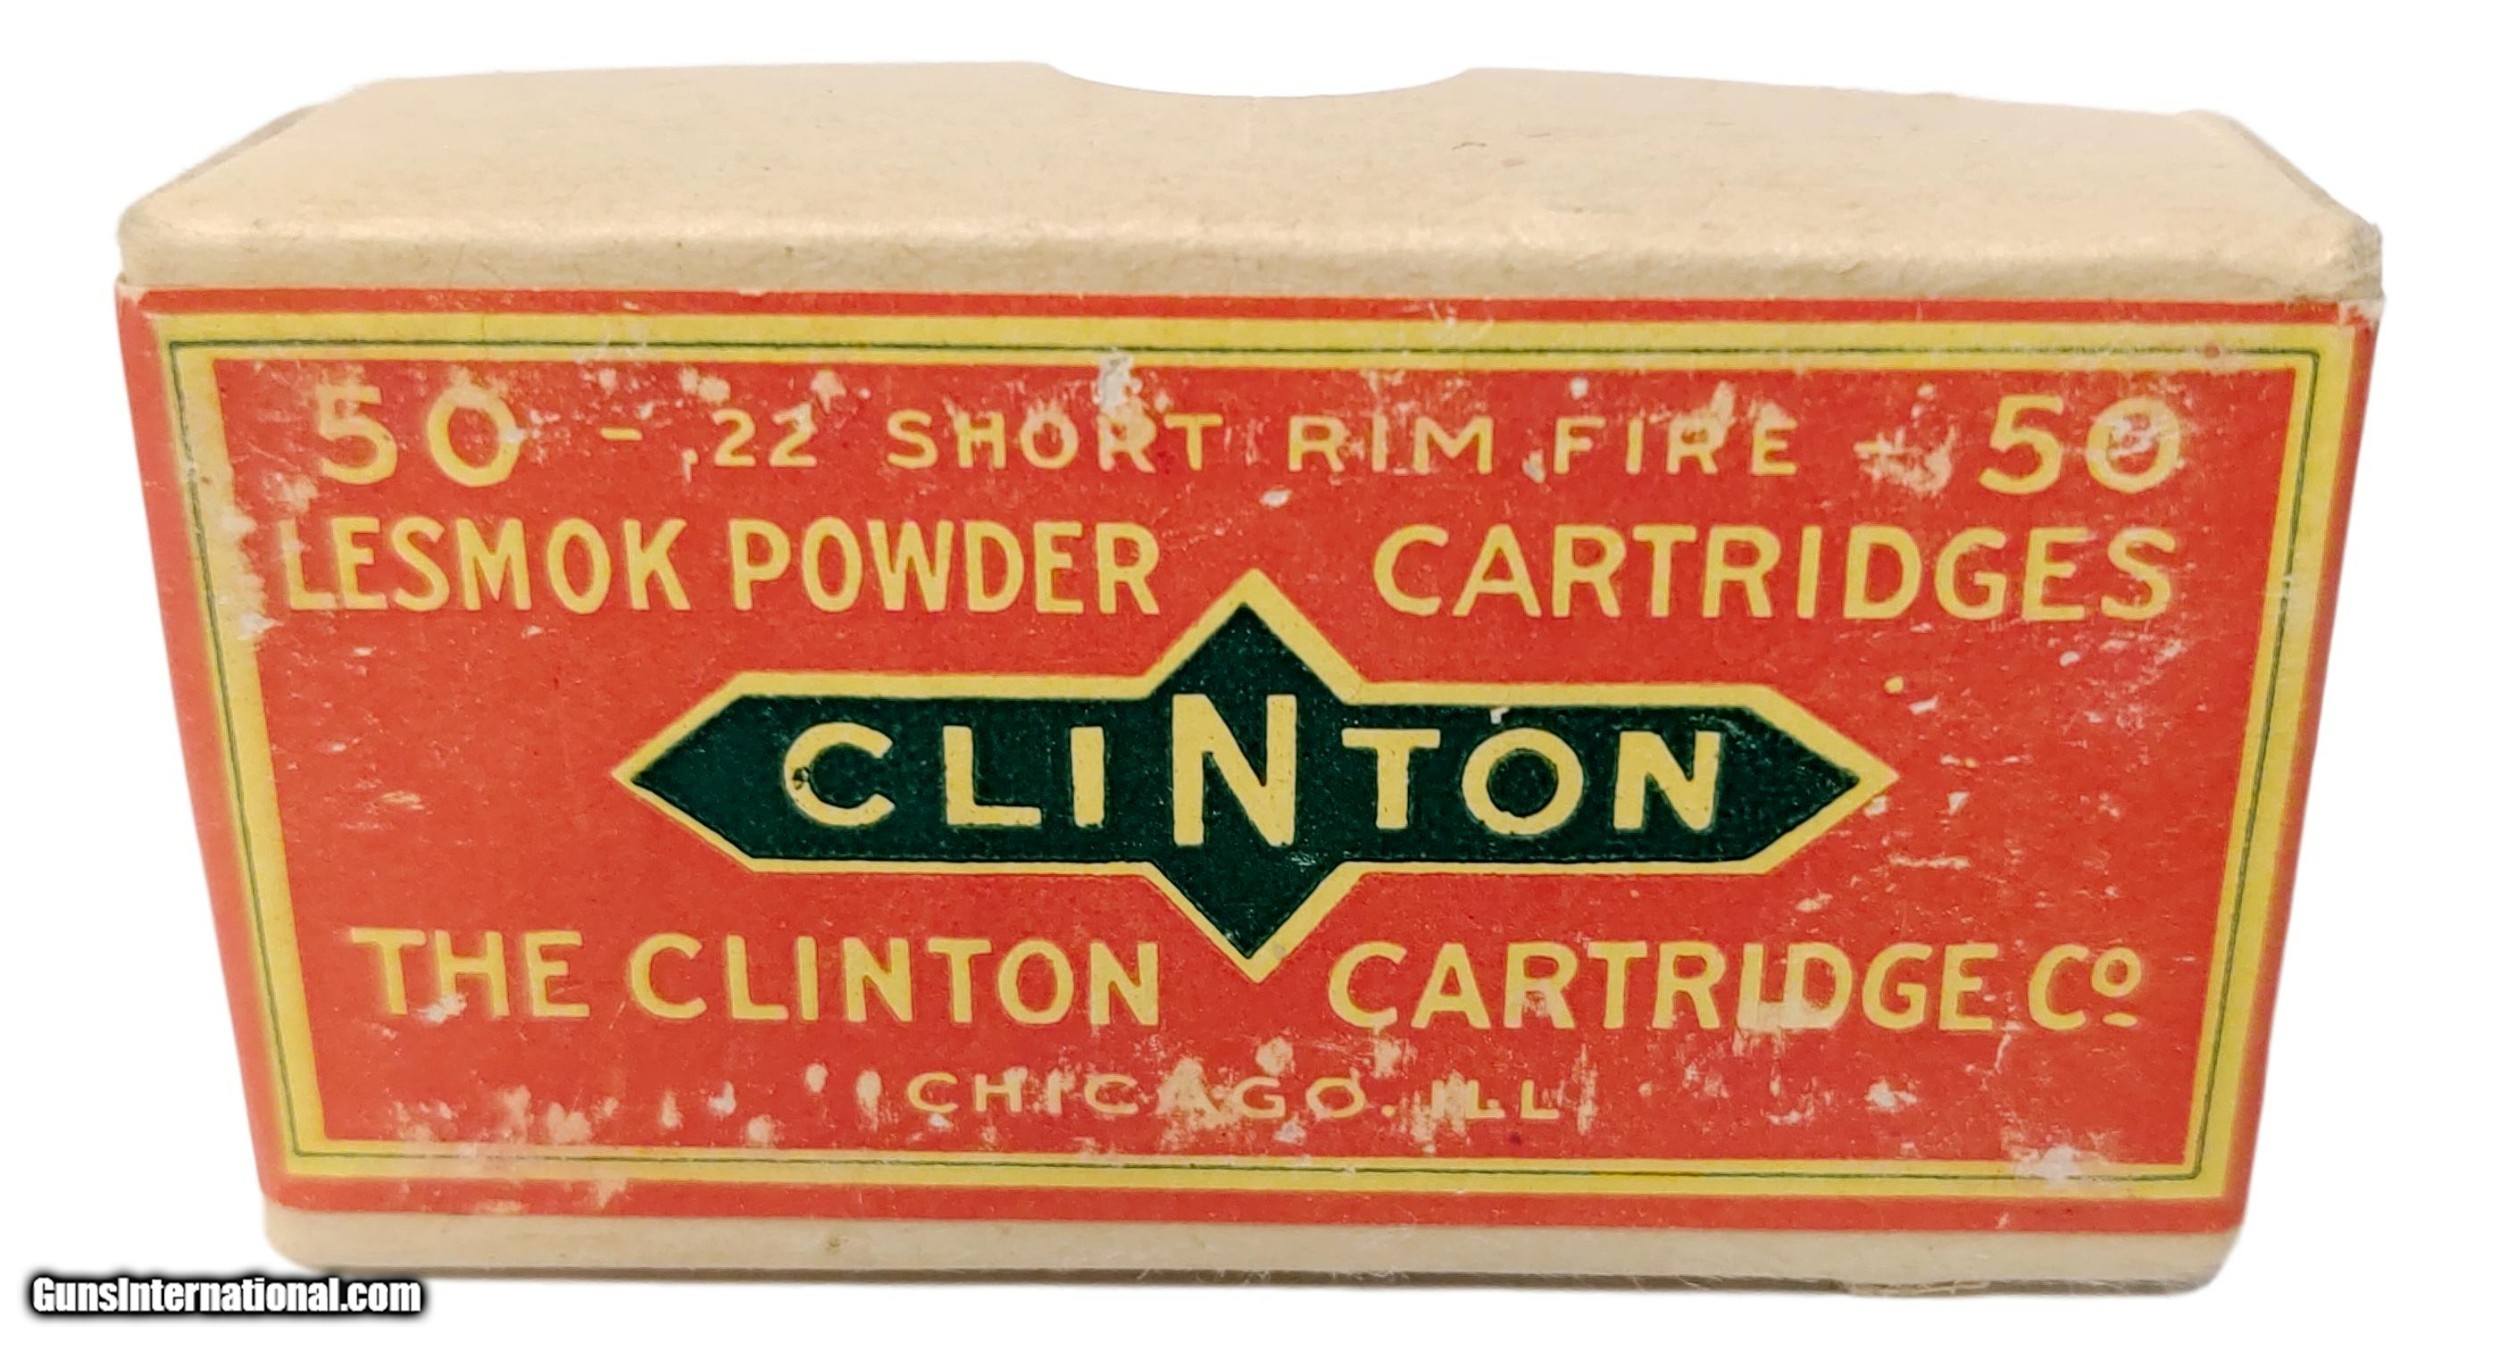 50 - .22 SHORT RIM FIRE - 50
LESMOK POWDER CARTRIDGES
CLINTON
THE CLINTON CARTRIDGE Co.
CHICAGO. ILL.
GunsInternational.com